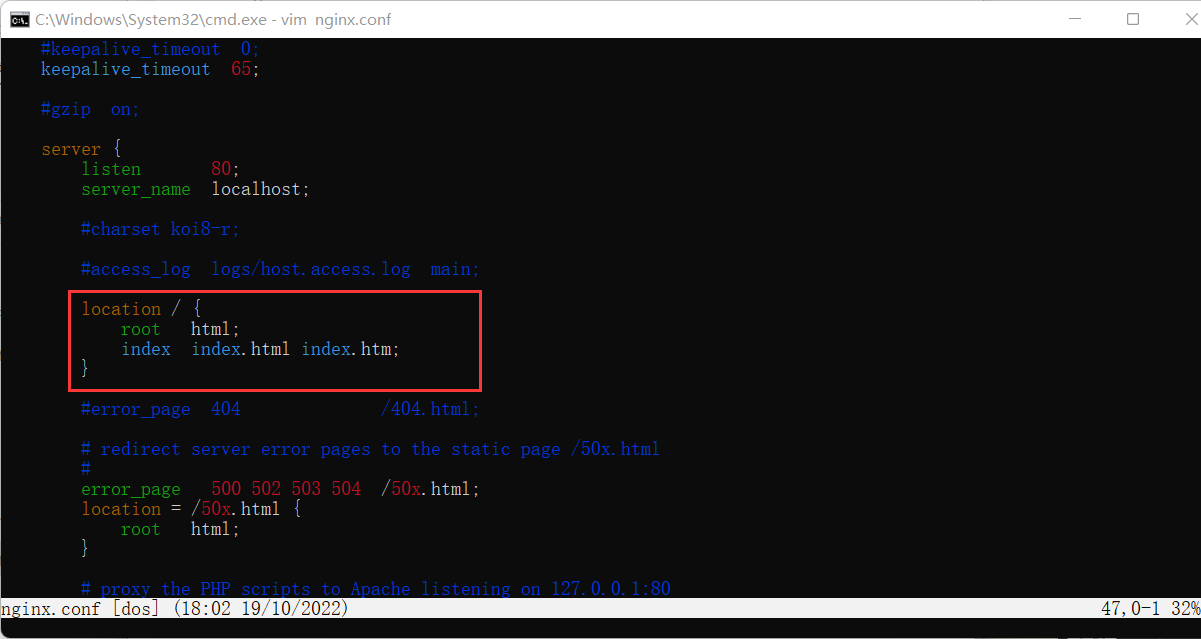 C:\Windows\System32\cmd.exe - vim nginx.conf
#keepalive_timeout  0;
keepalive_timeout  65;
#gzip  on;
server {
listen       80;
server_name  localhost;
#charset koi8-r;
#access_log  logs/host.access.log  main;
location / {
root   html;
index  index.html index.htm;
}
#error_page  404              /404.html;
# redirect server error pages to the static page /50x.html
#
error_page   500 502 503 504  /50x.html;
location = /50x.html {
root   html;
}
# proxy the PHP scripts to Apache listening on 127.0.0.1:80
nginx.conf [dos] (18:02 19/10/2022) 47,0-1 32%